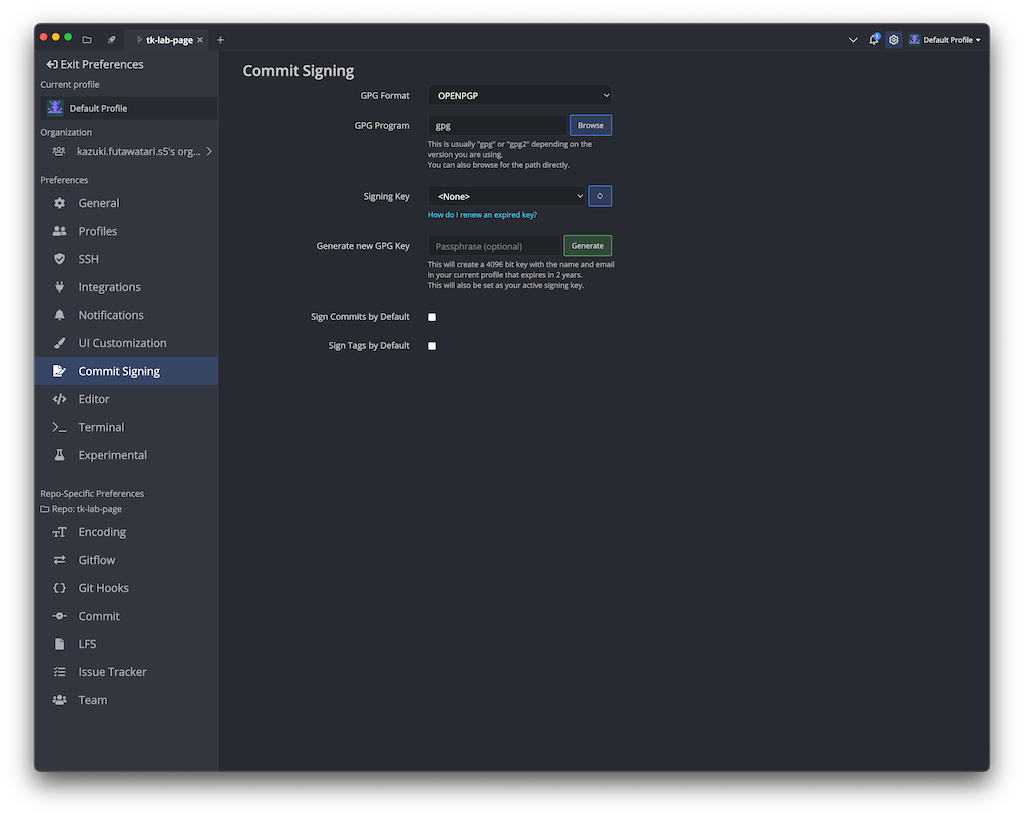 tk-lab-page
Default Profile
Exit Preferences
Current profile
Default Profile
Organization
kazuki.futawatari.s5's org...
Preferences
General
Profiles
SSH
Integrations
Notifications
UI Customization
Commit Signing
Editor
Terminal
Experimental
Repo-Specific Preferences
Repo: tk-lab-page
Encoding
Gitflow
Git Hooks
Commit
LFS
Issue Tracker
Team
Commit Signing
GPG Format OPENPGP
GPG Program gpg Browse
This is usually "gpg" or "gpg2" depending on the
version you are using.
You can also browse for the path directly.
Signing Key <None>
How do I renew an expired key?
Generate new GPG Key Passphrase (optional) Generate
This will create a 4096 bit key with the name and email
in your current profile that expires in 2 years.
This will also be set as your active signing key.
Sign Commits by Default
Sign Tags by Default